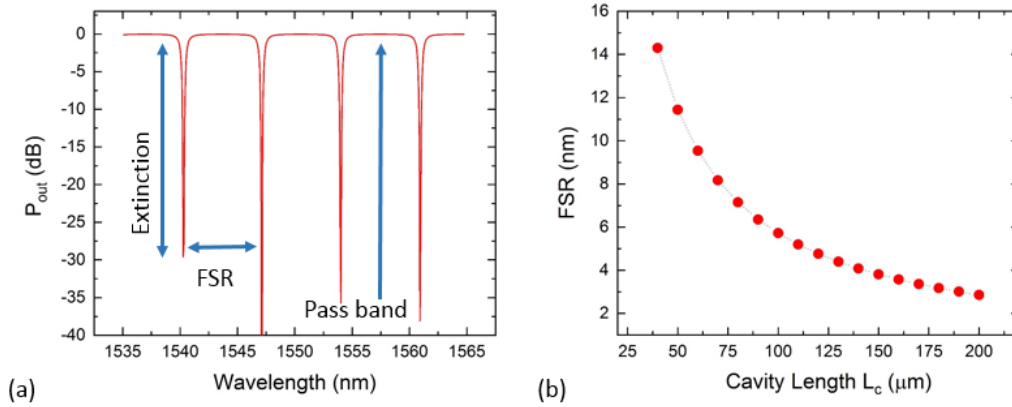 0
-5
-10
-15
-20
-25
-30
-35
-40
P_out (dB)
Extinction
FSR
Pass band
1535 1540 1545 1550 1555 1560 1565
Wavelength (nm)
(a)
16
14
12
10
8
6
4
2
FSR (nm)
25 50 75 100 125 150 175 200
Cavity Length L_c (μm)
(b)